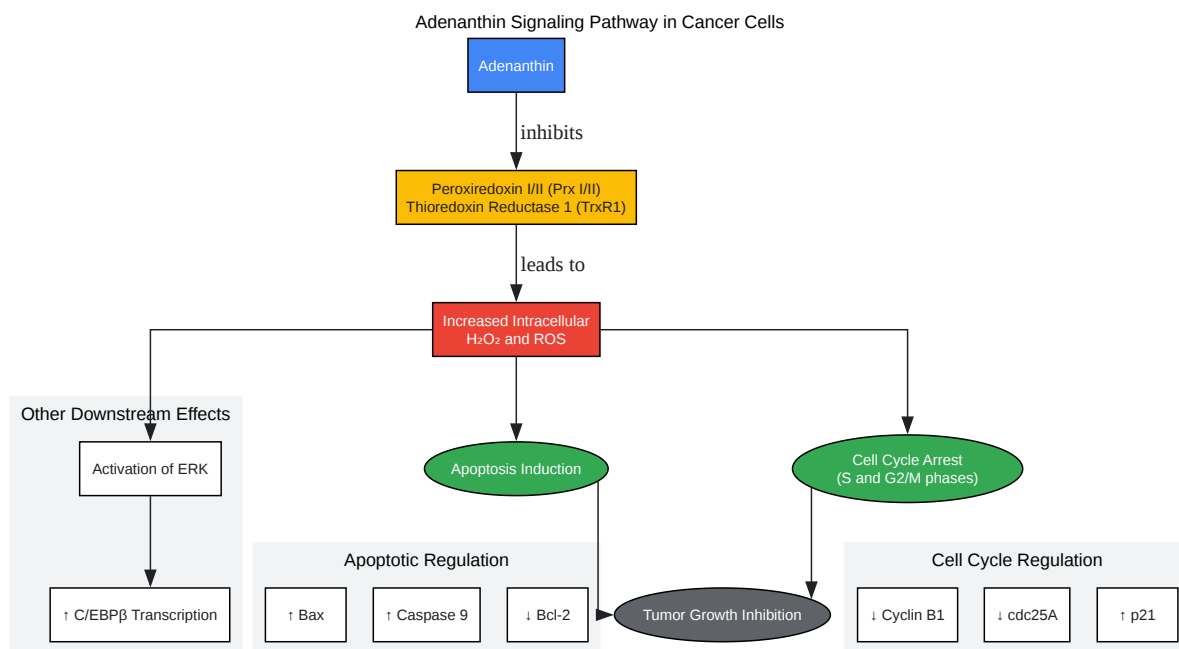 Adenanthin Signaling Pathway in Cancer Cells
Adenanthin
inhibits
Peroxiredoxin I/II (Prx I/II)
Thioredoxin Reductase 1 (TrxR1)
leads to
Increased Intracellular
H₂O₂ and ROS
Other Downstream Effects
Activation of ERK
Apoptosis Induction
Cell Cycle Arrest
(S and G2/M phases)
Apoptotic Regulation
Cell Cycle Regulation
↑ C/EBPβ Transcription
↑ Bax
↑ Caspase 9
↓ Bcl-2
Tumor Growth Inhibition
↓ Cyclin B1
↓ cdc25A
↑ p21